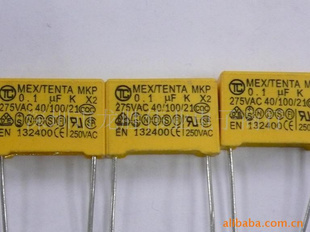 MEX/TENTA MKP
0.1 µF K X2
275VAC 40/100/21
250VAC
EN 132400
MEX/TENTA MKP
0.1 µF K X2
275VAC 40/100/21
250VAC
EN 132400
MEX/TENTA M
0.1 µF K
275VAC 40/100/2
250VAC
EN 132400
alibaba.com.cn